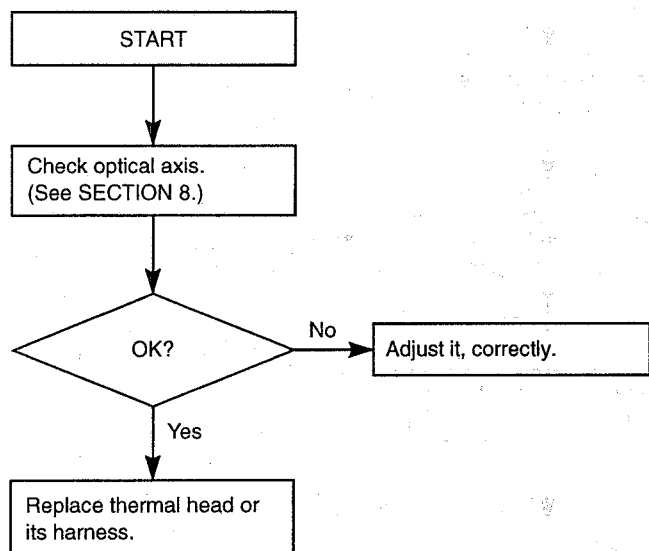 START
Check optical axis.
(See SECTION 8.)
OK?
No
Adjust it, correctly.
Yes
Replace thermal head or
its harness.